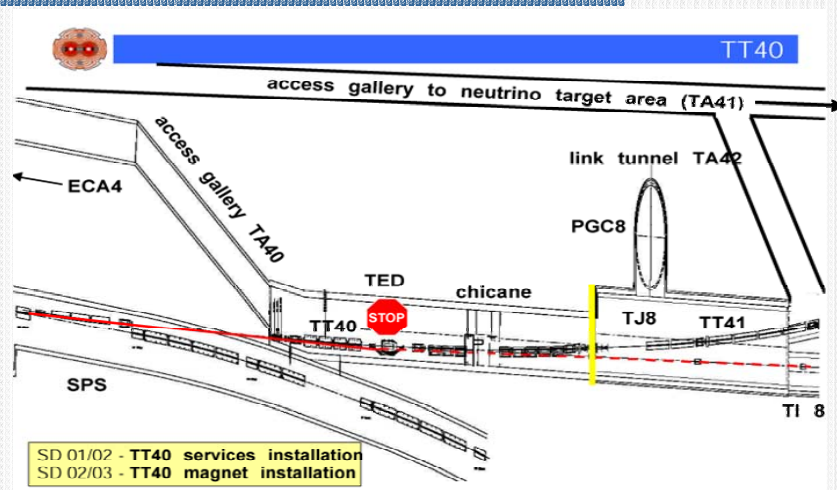 TT40
access gallery to neutrino target area (TA41)
access gallery TA40
link tunnel TA42
ECA4
PGC8
TED
chicane
STOP
TT40
TJ8
TT41
SPS
TI 8
SD 01/02 - TT40 services installation
SD 02/03 - TT40 magnet installation